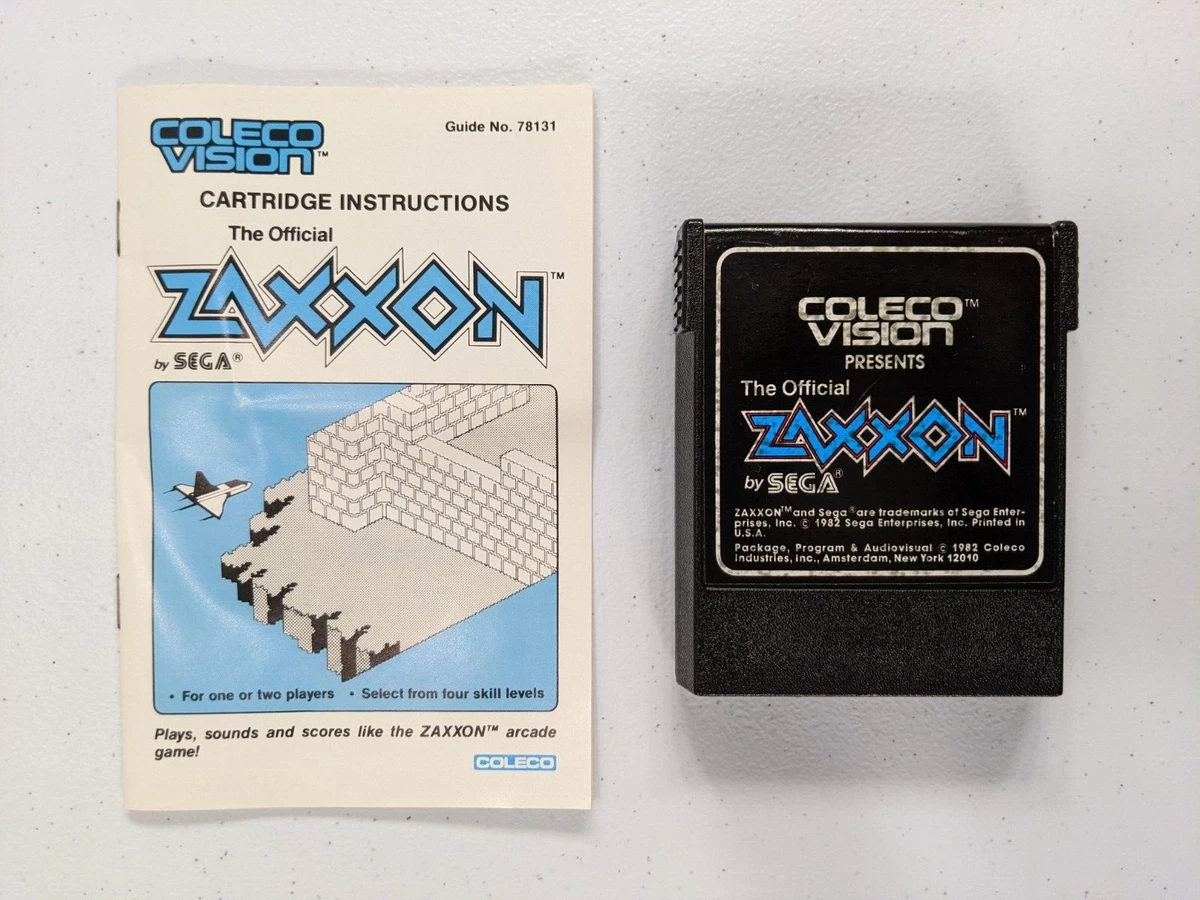 COLECO
VISION™
Guide No. 78131
CARTRIDGE INSTRUCTIONS
The Official
ZAXXON™
by SEGA®
• For one or two players • Select from four skill levels
Plays, sounds and scores like the ZAXXON™ arcade
game!
COLECO
COLECO™
VISION
PRESENTS
The Official
ZAXXON™
by SEGA®
ZAXXON™ and Sega® are trademarks of Sega Enter-
prises, Inc. © 1982 Sega Enterprises, Inc. Printed in
U.S.A.
Package, Program & Audiovisual © 1982 Coleco
Industries, Inc., Amsterdam, New York 12010